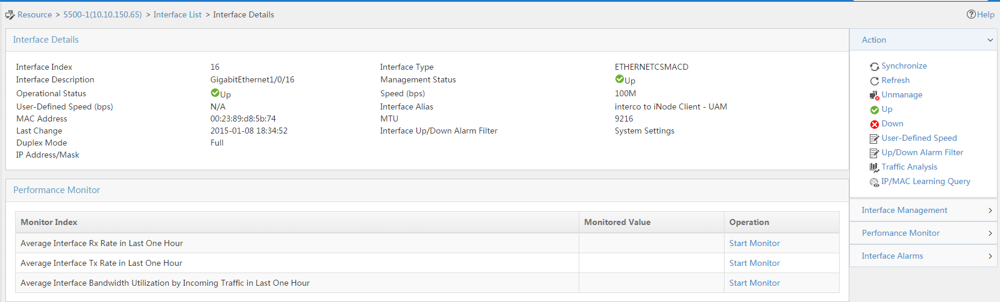 Resource > 5500-1(10.10.150.65) > Interface List > Interface Details
Help
Interface Details
Interface Index 16 Interface Type ETHERNETCSMACD
Interface Description GigabitEthernet1/0/16 Management Status Up
Operational Status Up Speed (bps) 100M
User-Defined Speed (bps) N/A Interface Alias interco to iNode Client - UAM
MAC Address 00:23:89:d8:5b:74 MTU 9216
Last Change 2015-01-08 18:34:52 Interface Up/Down Alarm Filter System Settings
Duplex Mode Full
IP Address/Mask
Performance Monitor
Monitor Index Monitored Value Operation
Average Interface Rx Rate in Last One Hour Start Monitor
Average Interface Tx Rate in Last One Hour Start Monitor
Average Interface Bandwidth Utilization by Incoming Traffic in Last One Hour Start Monitor
Action
Synchronize
Refresh
Unmanage
Up
Down
User-Defined Speed
Up/Down Alarm Filter
Traffic Analysis
IP/MAC Learning Query
Interface Management
Perfomance Monitor
Interface Alarms